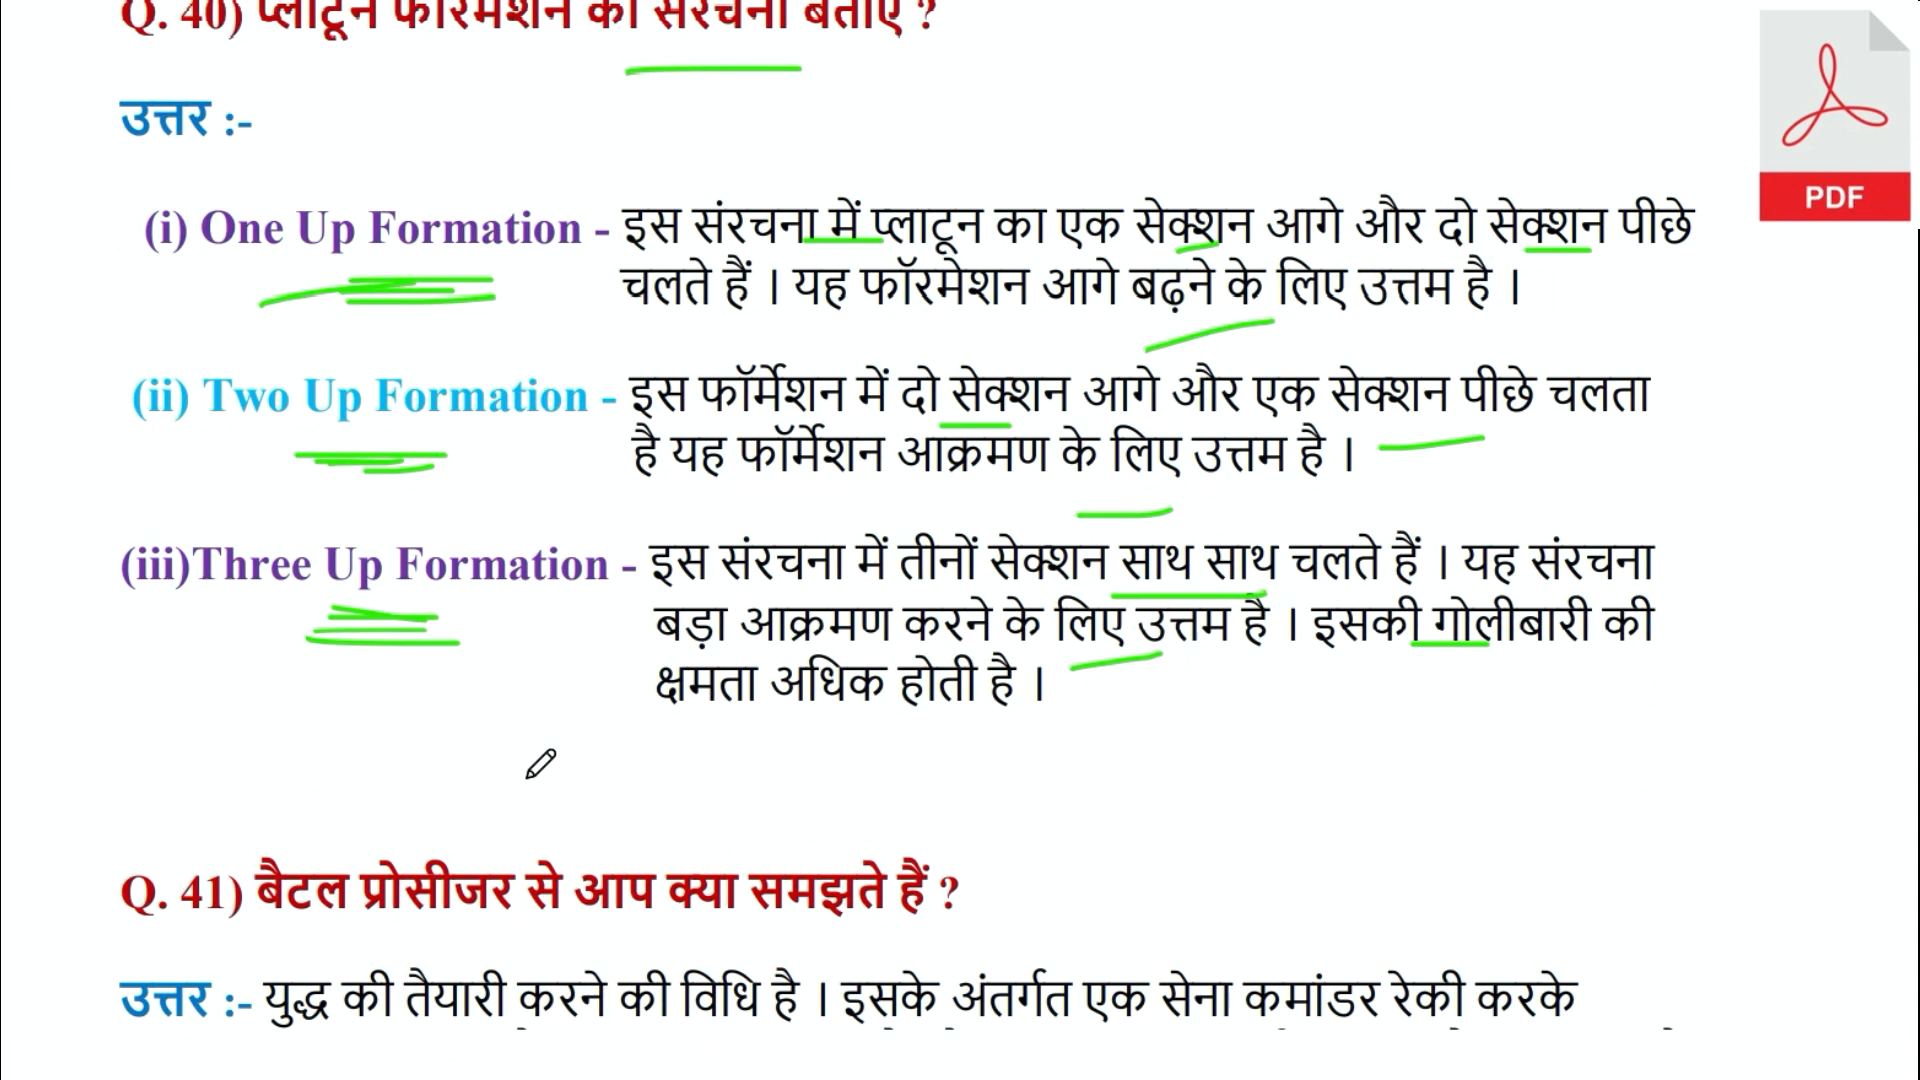 Q. 40) प्लाटून फॉरमेशन की संरचना बताएं ?
उत्तर :-
PDF
(i) One Up Formation - इस संरचना में प्लाटून का एक सेक्शन आगे और दो सेक्शन पीछे
चलते हैं । यह फॉरमेशन आगे बढ़ने के लिए उत्तम है ।
(ii) Two Up Formation - इस फॉर्मेशन में दो सेक्शन आगे और एक सेक्शन पीछे चलता
है यह फॉर्मेशन आक्रमण के लिए उत्तम है ।
(iii)Three Up Formation - इस संरचना में तीनों सेक्शन साथ साथ चलते हैं । यह संरचना
बड़ा आक्रमण करने के लिए उत्तम है । इसकी गोलीबारी की
क्षमता अधिक होती है ।
Q. 41) बैटल प्रोसीजर से आप क्या समझते हैं ?
उत्तर :- युद्ध की तैयारी करने की विधि है । इसके अंतर्गत एक सेना कमांडर रेकी करके